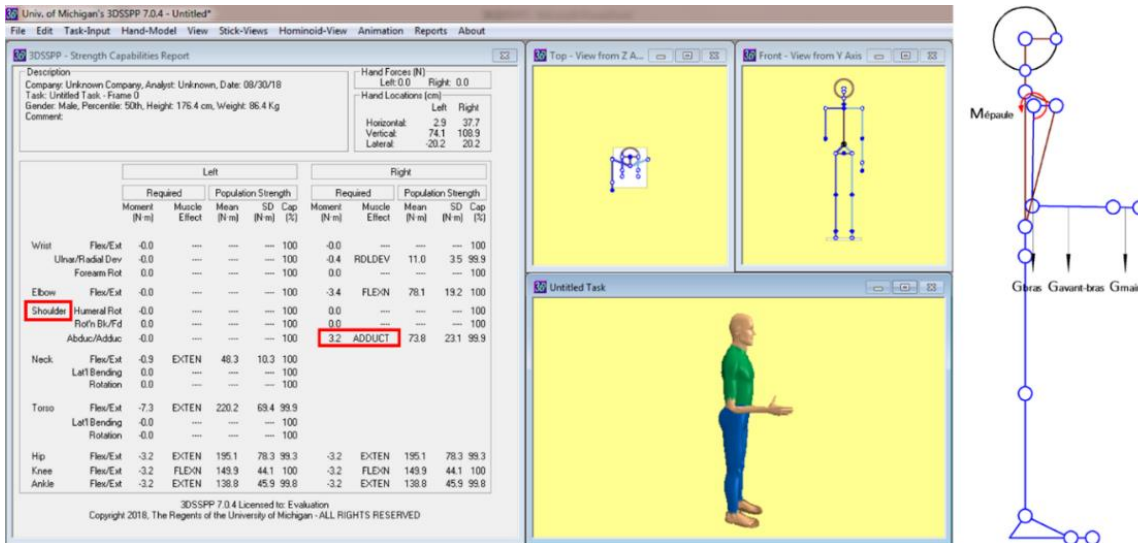 Univ. of Michigan's 3DSSPP 7.0.4 - Untitled*
File Edit Task-Input Hand-Model View Stick-Views Hominoid-View Animation Reports About
3DSSPP - Strength Capabilities Report
Description
Company: Unknown Company, Analyst: Unknown, Date: 08/30/18
Task: Untitled Task - Frame 0
Gender: Male, Percentile: 50th, Height: 176.4 cm, Weight: 86.4 Kg
Comment:
Hand Forces (N)
Left: 0.0 Right: 0.0
Hand Locations (cm)
Left Right
Horizontal: 2.9 37.7
Vertical: 74.1 108.9
Lateral: -20.2 20.2
Left Right
Required Population Strength Required Population Strength
Moment Muscle Mean SD Cap Moment Muscle Mean SD Cap
(N·m) Effect (N·m) (N·m) (%) (N·m) Effect (N·m) (N·m) (%)
Wrist Flex/Ext -0.0 ---- ---- ---- 100 -0.0 ---- ---- ---- 100
Ulnar/Radial Dev -0.0 ---- ---- ---- 100 -0.4 RDLDEV 11.0 3.5 99.9
Forearm Rot 0.0 ---- ---- ---- 100 0.0 ---- ---- ---- 100
Elbow Flex/Ext -0.0 ---- ---- ---- 100 -3.4 FLEXN 78.1 19.2 100
Shoulder Humeral Rot -0.0 ---- ---- ---- 100 0.0 ---- ---- ---- 100
Rot'n Bk/Fd 0.0 ---- ---- ---- 100 0.0 ---- ---- ---- 100
Abduc/Adduc 0.0 ---- ---- ---- 100 3.2 ADDUCT 73.8 23.1 99.9
Neck Flex/Ext -0.9 EXTEN 48.3 10.3 100
Lat'l Bending 0.0 ---- ---- ---- 100
Rotation 0.0 ---- ---- ---- 100
Torso Flex/Ext -7.3 EXTEN 220.2 69.4 99.9
Lat'l Bending -0.0 ---- ---- ---- 100
Rotation -0.0 ---- ---- ---- 100
Hip Flex/Ext -3.2 EXTEN 195.1 78.3 99.3 -3.2 EXTEN 195.1 78.3 99.3
Knee Flex/Ext -3.2 FLEXN 149.9 44.1 100 -3.2 FLEXN 149.9 44.1 100
Ankle Flex/Ext -3.2 EXTEN 138.8 45.9 99.8 -3.2 EXTEN 138.8 45.9 99.8
3DSSPP 7.0.4 Licensed to: Evaluation
Copyright 2018, The Regents of the University of Michigan - ALL RIGHTS RESERVED
Top - View from Z A...
Front - View from Y Axis
Untitled Task
Mépaule
Gbras Gavant-bras Gmain